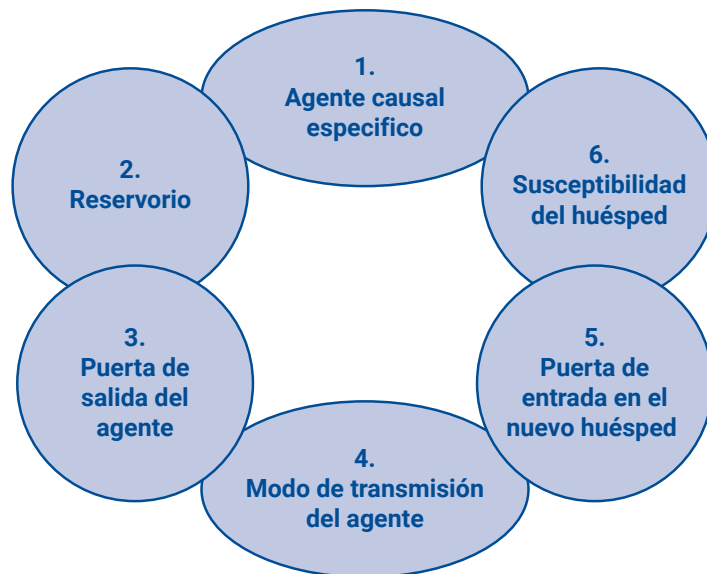 1.
Agente causal
especifico
2.
Reservorio
3.
Puerta de
salida del
agente
4.
Modo de transmisión
del agente
5.
Puerta de
entrada en el
nuevo huésped
6.
Susceptibilidad
del huésped